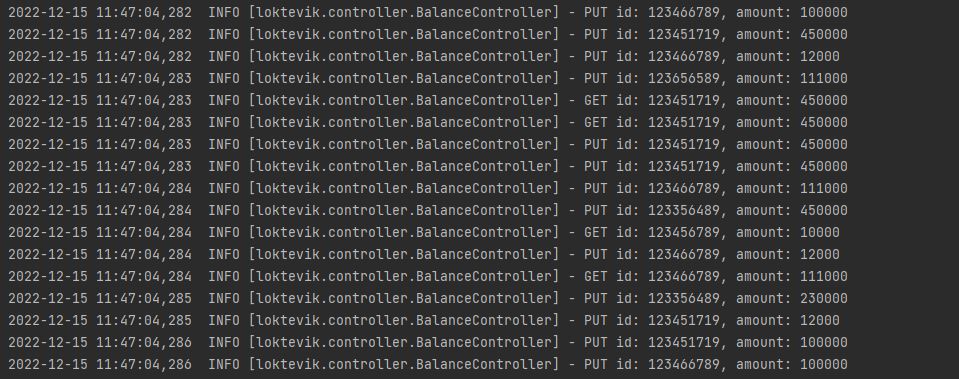 2022-12-15 11:47:04,282  INFO [loktevik.controller.BalanceController] - PUT id: 123466789, amount: 100000
2022-12-15 11:47:04,282  INFO [loktevik.controller.BalanceController] - PUT id: 123451719, amount: 450000
2022-12-15 11:47:04,282  INFO [loktevik.controller.BalanceController] - PUT id: 123466789, amount: 12000
2022-12-15 11:47:04,283  INFO [loktevik.controller.BalanceController] - PUT id: 123656589, amount: 111000
2022-12-15 11:47:04,283  INFO [loktevik.controller.BalanceController] - GET id: 123451719, amount: 450000
2022-12-15 11:47:04,283  INFO [loktevik.controller.BalanceController] - GET id: 123451719, amount: 450000
2022-12-15 11:47:04,283  INFO [loktevik.controller.BalanceController] - PUT id: 123451719, amount: 450000
2022-12-15 11:47:04,283  INFO [loktevik.controller.BalanceController] - PUT id: 123451719, amount: 450000
2022-12-15 11:47:04,284  INFO [loktevik.controller.BalanceController] - PUT id: 123466789, amount: 111000
2022-12-15 11:47:04,284  INFO [loktevik.controller.BalanceController] - PUT id: 123356489, amount: 450000
2022-12-15 11:47:04,284  INFO [loktevik.controller.BalanceController] - GET id: 123456789, amount: 10000
2022-12-15 11:47:04,284  INFO [loktevik.controller.BalanceController] - PUT id: 123466789, amount: 12000
2022-12-15 11:47:04,284  INFO [loktevik.controller.BalanceController] - GET id: 123466789, amount: 111000
2022-12-15 11:47:04,285  INFO [loktevik.controller.BalanceController] - PUT id: 123356489, amount: 230000
2022-12-15 11:47:04,285  INFO [loktevik.controller.BalanceController] - PUT id: 123451719, amount: 12000
2022-12-15 11:47:04,286  INFO [loktevik.controller.BalanceController] - PUT id: 123451719, amount: 100000
2022-12-15 11:47:04,286  INFO [loktevik.controller.BalanceController] - PUT id: 123466789, amount: 100000